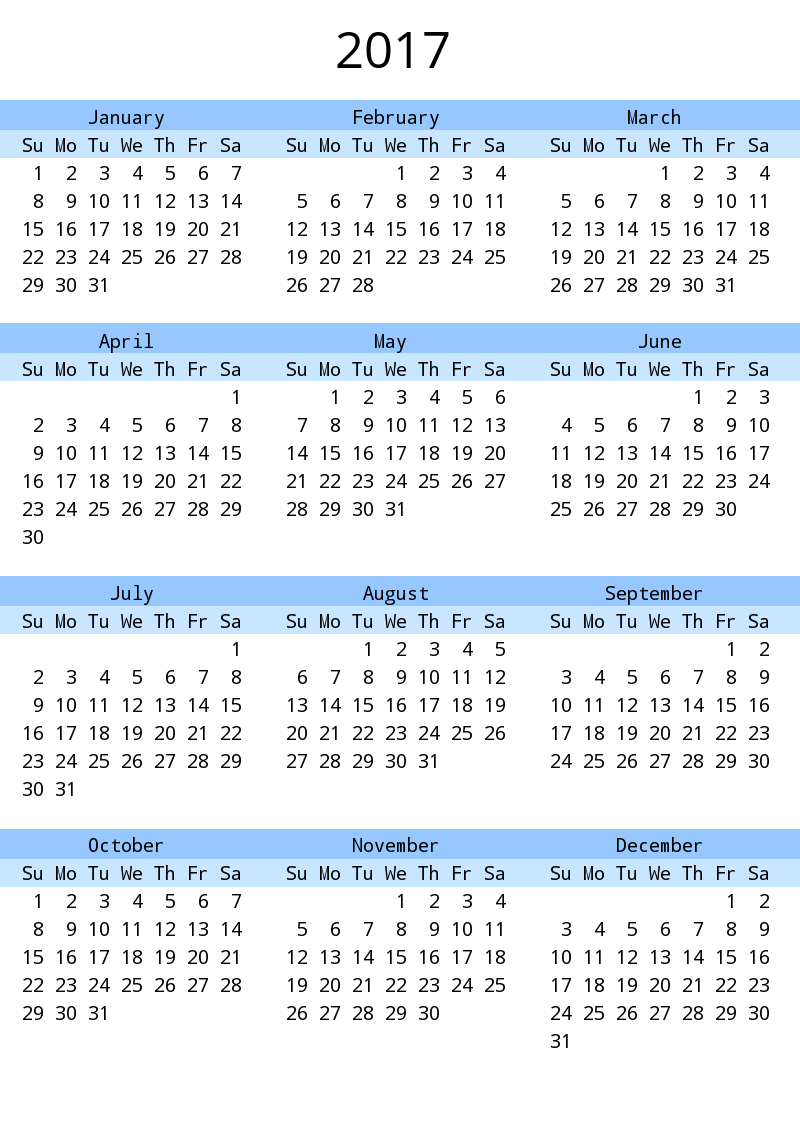 2017
January February March
Su Mo Tu We Th Fr Sa Su Mo Tu We Th Fr Sa Su Mo Tu We Th Fr Sa
1 2 3 4 5 6 7 1 2 3 4 1 2 3 4
8 9 10 11 12 13 14 5 6 7 8 9 10 11 5 6 7 8 9 10 11
15 16 17 18 19 20 21 12 13 14 15 16 17 18 12 13 14 15 16 17 18
22 23 24 25 26 27 28 19 20 21 22 23 24 25 19 20 21 22 23 24 25
29 30 31 26 27 28 26 27 28 29 30 31
April May June
Su Mo Tu We Th Fr Sa Su Mo Tu We Th Fr Sa Su Mo Tu We Th Fr Sa
1 1 2 3 4 5 6 1 2 3
2 3 4 5 6 7 8 7 8 9 10 11 12 13 4 5 6 7 8 9 10
9 10 11 12 13 14 15 14 15 16 17 18 19 20 11 12 13 14 15 16 17
16 17 18 19 20 21 22 21 22 23 24 25 26 27 18 19 20 21 22 23 24
23 24 25 26 27 28 29 28 29 30 31 25 26 27 28 29 30
30
July August September
Su Mo Tu We Th Fr Sa Su Mo Tu We Th Fr Sa Su Mo Tu We Th Fr Sa
1 1 2 3 4 5 1 2
2 3 4 5 6 7 8 6 7 8 9 10 11 12 3 4 5 6 7 8 9
9 10 11 12 13 14 15 13 14 15 16 17 18 19 10 11 12 13 14 15 16
16 17 18 19 20 21 22 20 21 22 23 24 25 26 17 18 19 20 21 22 23
23 24 25 26 27 28 29 27 28 29 30 31 24 25 26 27 28 29 30
30 31
October November December
Su Mo Tu We Th Fr Sa Su Mo Tu We Th Fr Sa Su Mo Tu We Th Fr Sa
1 2 3 4 5 6 7 1 2 3 4 1 2
8 9 10 11 12 13 14 5 6 7 8 9 10 11 3 4 5 6 7 8 9
15 16 17 18 19 20 21 12 13 14 15 16 17 18 10 11 12 13 14 15 16
22 23 24 25 26 27 28 19 20 21 22 23 24 25 17 18 19 20 21 22 23
29 30 31 26 27 28 29 30 24 25 26 27 28 29 30
31